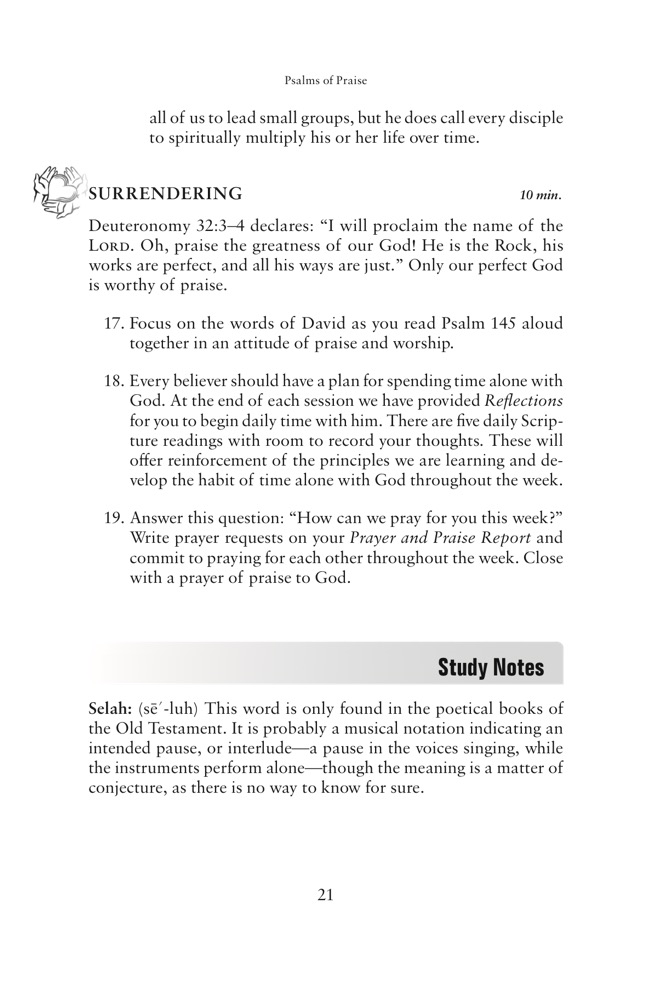 Psalms of Praise
all of us to lead small groups, but he does call every disciple
to spiritually multiply his or her life over time.
SURRENDERING 10 min.
Deuteronomy 32:3–4 declares: “I will proclaim the name of the
LORD. Oh, praise the greatness of our God! He is the Rock, his
works are perfect, and all his ways are just.” Only our perfect God
is worthy of praise.
17. Focus on the words of David as you read Psalm 145 aloud
together in an attitude of praise and worship.
18. Every believer should have a plan for spending time alone with
God. At the end of each session we have provided Reflections
for you to begin daily time with him. There are five daily Scrip-
ture readings with room to record your thoughts. These will
offer reinforcement of the principles we are learning and de-
velop the habit of time alone with God throughout the week.
19. Answer this question: “How can we pray for you this week?”
Write prayer requests on your Prayer and Praise Report and
commit to praying for each other throughout the week. Close
with a prayer of praise to God.
Study Notes
Selah: (sē′-luh) This word is only found in the poetical books of
the Old Testament. It is probably a musical notation indicating an
intended pause, or interlude—a pause in the voices singing, while
the instruments perform alone—though the meaning is a matter of
conjecture, as there is no way to know for sure.
21